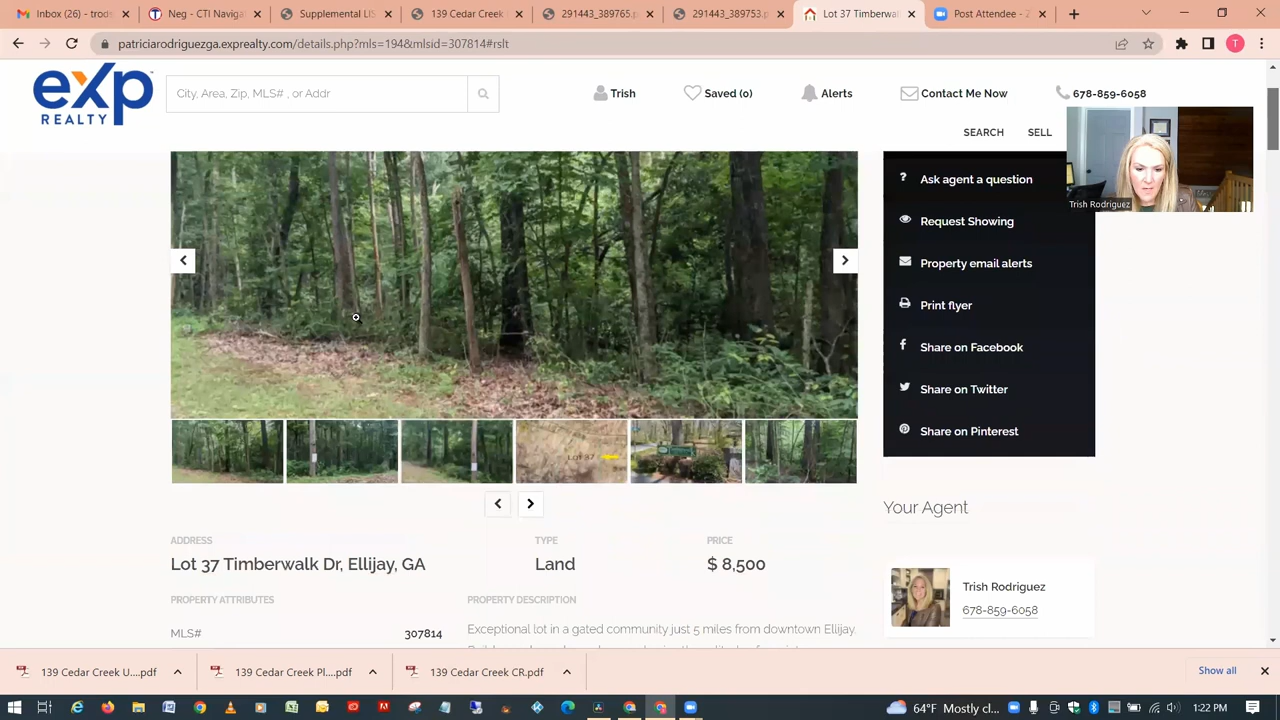 Inbox (26) - trods
Neg - CTI Navigat
Supplemental LIS
139 Cedar Creek
291443_389765.p
291443_389753.p
Lot 37 Timberwal
Post Attendee - Z
patriciarodriguezga.exprealty.com/details.php?mls=194&mlsid=307814#rslt
T
eXp
REALTY
City, Area, Zip, MLS# , or Addr
Trish
Saved (0)
Alerts
Contact Me Now
678-859-6058
SEARCH
SELL
Trish Rodriguez
Ask agent a question
Request Showing
Property email alerts
Print flyer
Share on Facebook
Share on Twitter
Share on Pinterest
Lot 37
Your Agent
ADDRESS
TYPE
PRICE
Lot 37 Timberwalk Dr, Ellijay, GA
Land
$ 8,500
Trish Rodriguez
678-859-6058
PROPERTY ATTRIBUTES
PROPERTY DESCRIPTION
MLS#
307814
Exceptional lot in a gated community just 5 miles from downtown Ellijay.
139 Cedar Creek U....pdf
139 Cedar Creek Pl....pdf
139 Cedar Creek CR.pdf
Show all
64°F Mostly cl...
1:22 PM